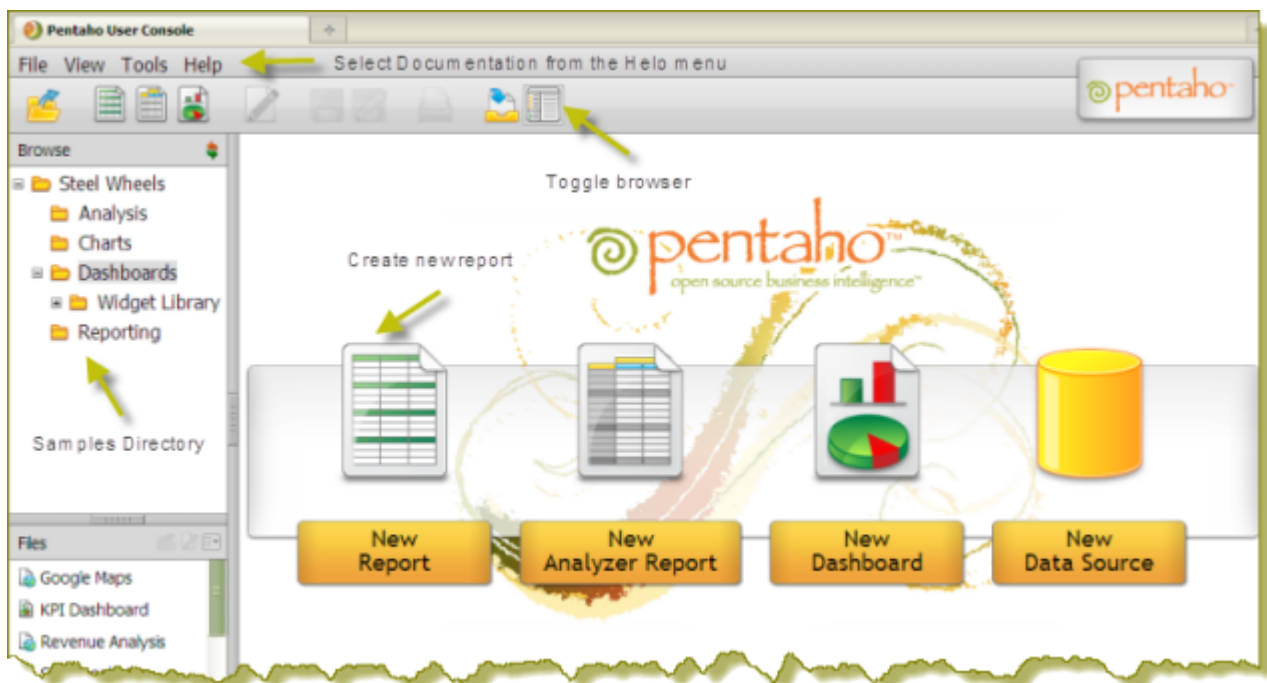 Pentaho User Console
File View Tools Help
Select Documentation from the Help menu
pentaho
Browse
Toggle browser
Steel Wheels
Analysis
Charts
Dashboards
Widget Library
Reporting
Create new report
pentaho™
open source business intelligence™
Samples Directory
New
Report
New
Analyzer Report
New
Dashboard
New
Data Source
Files
Google Maps
KPI Dashboard
Revenue Analysis